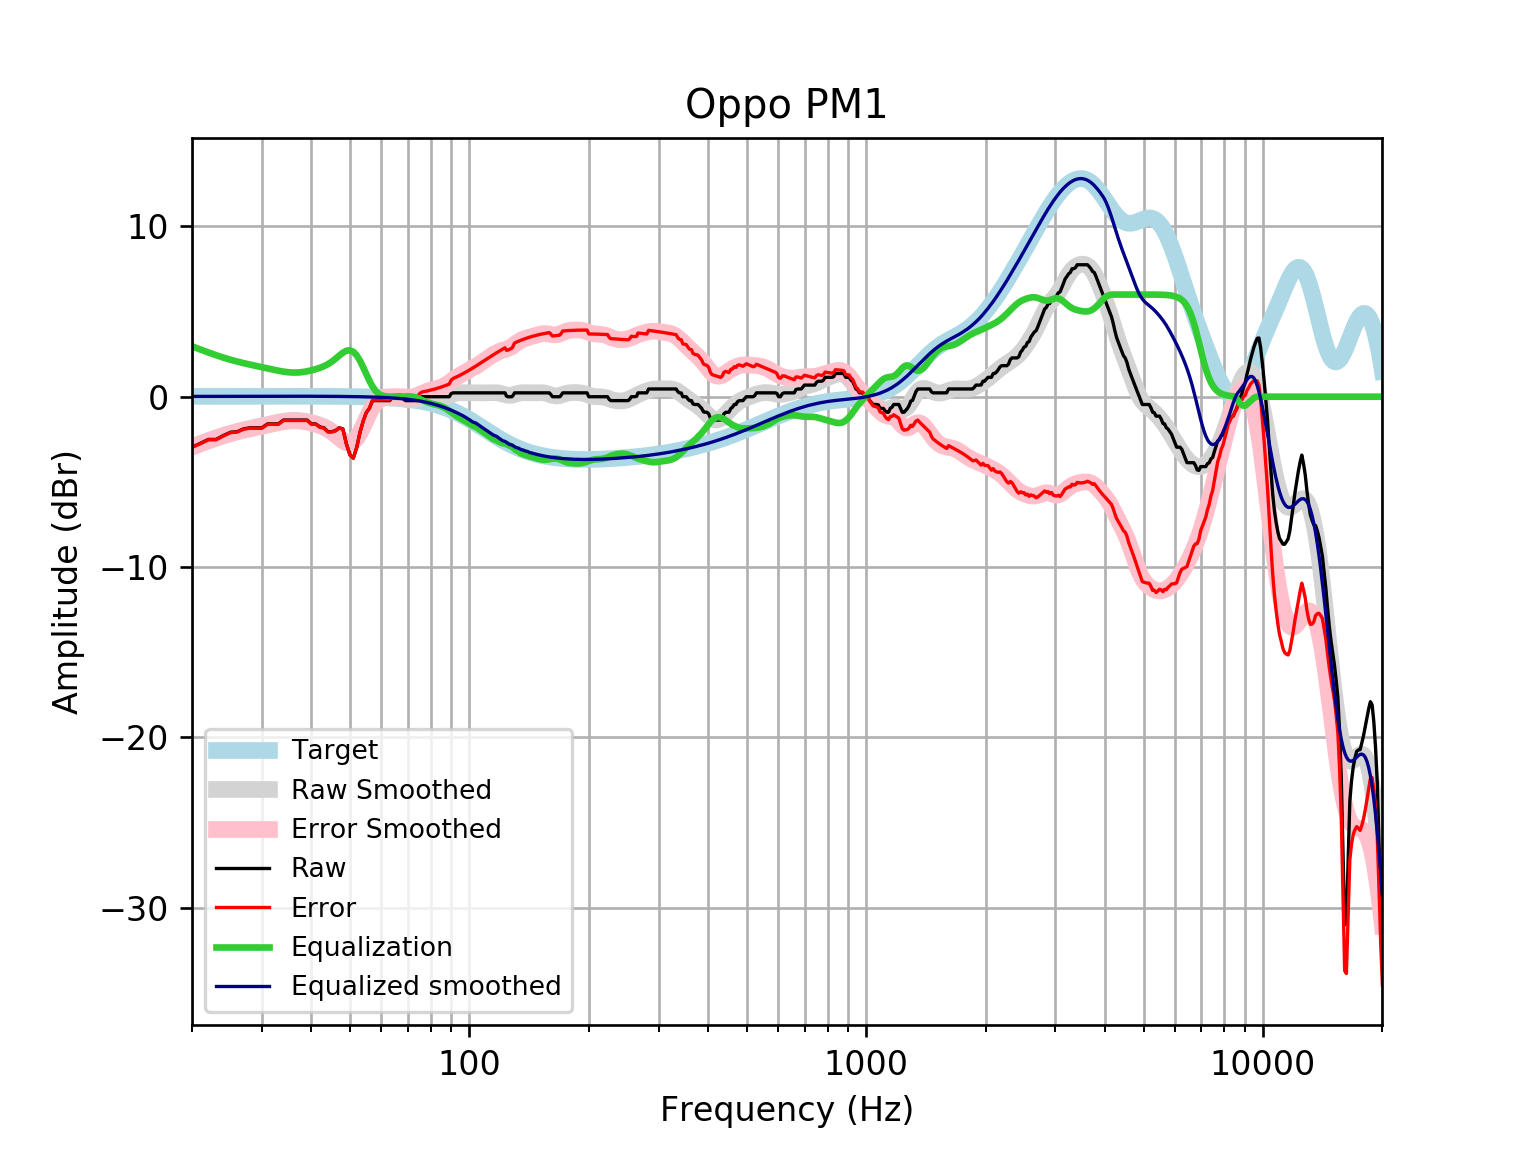 Oppo PM1
10
0
−10
−20
−30
Amplitude (dBr)
Target
Raw Smoothed
Error Smoothed
Raw
Error
Equalization
Equalized smoothed
100
1000
10000
Frequency (Hz)